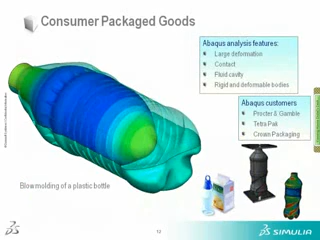 Consumer Packaged Goods
Abaqus analysis features:
Large deformation
Contact
Fluid cavity
Rigid and deformable bodies
Abaqus customers
Procter & Gamble
Tetra Pak
Crown Packaging
Blow molding of a plastic bottle
12
SIMULIA